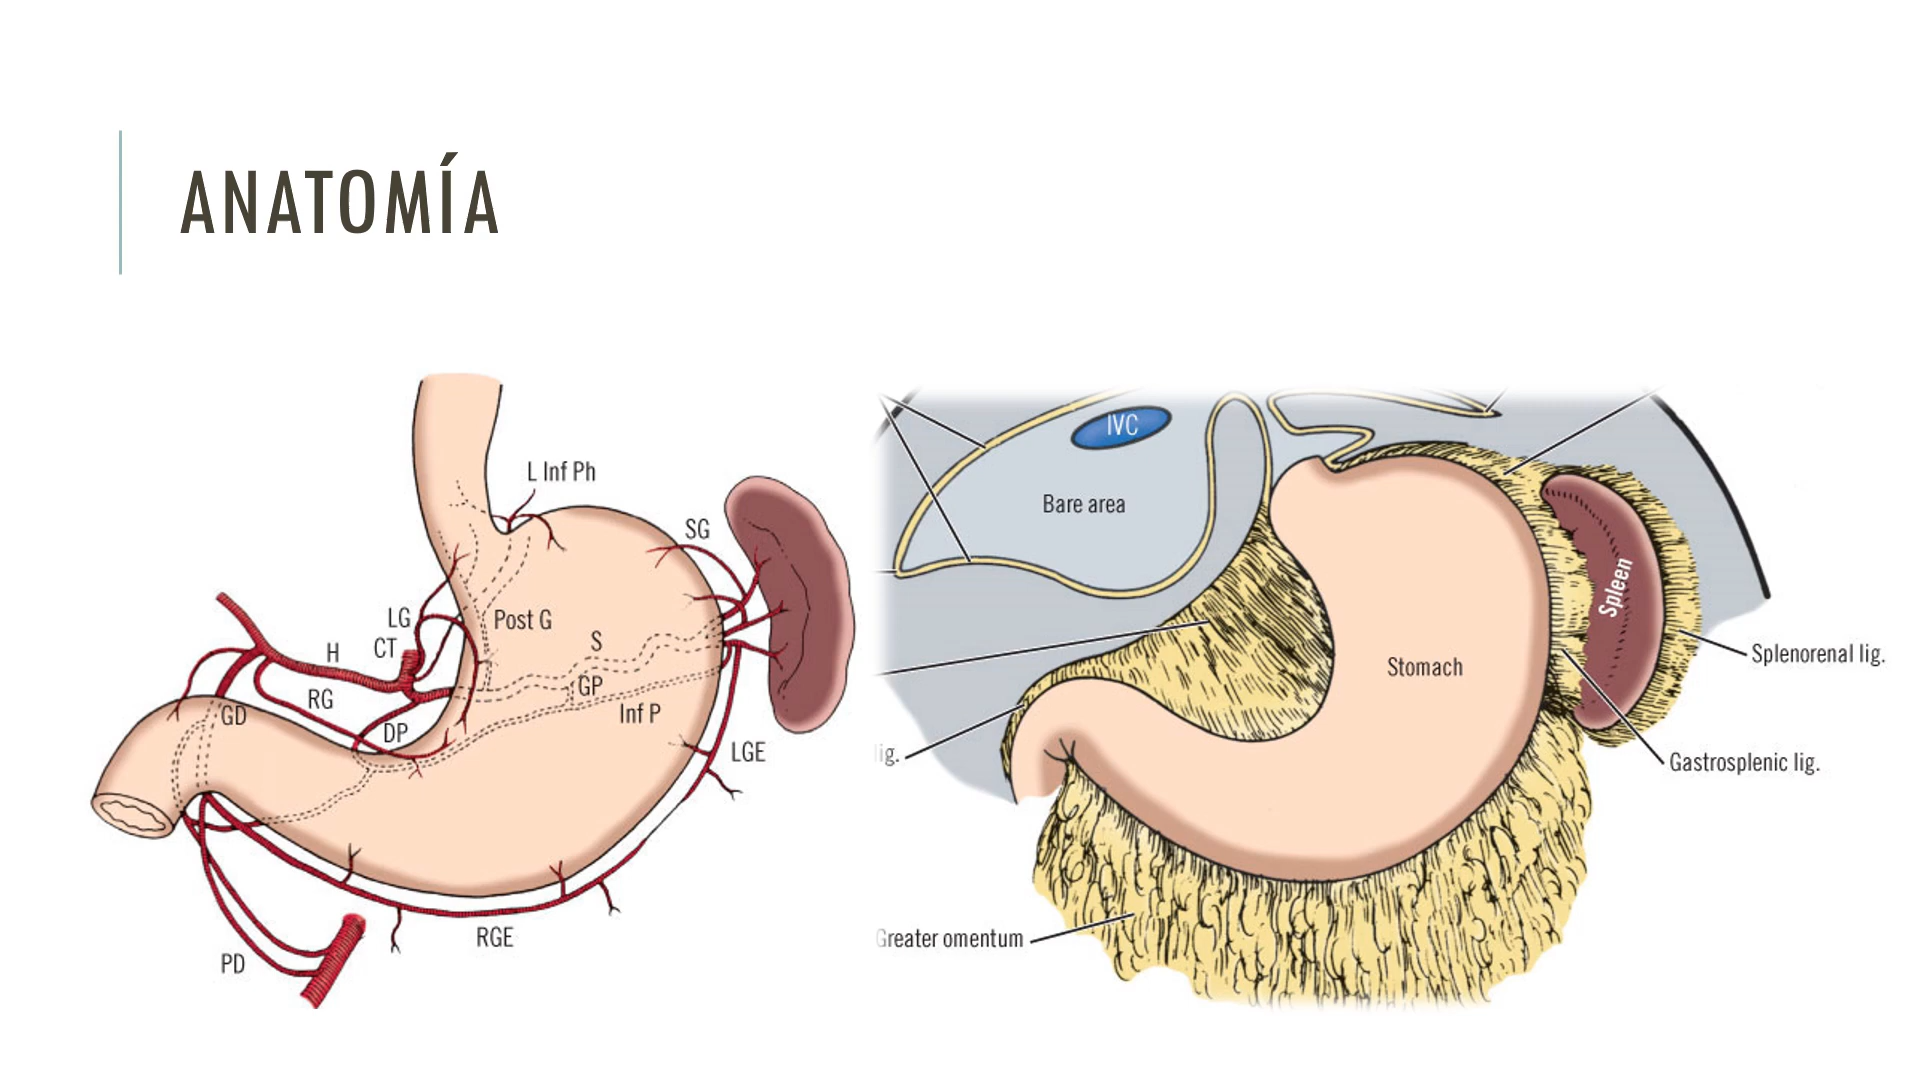 ANATOMÍA
L Inf Ph
SG
LG
Post G
CT
H
S
RG
GP
GD
Inf P
DP
LGE
RGE
PD
IVC
Bare area
Spleen
Stomach
Splenorenal lig.
lig.
Gastrosplenic lig.
Greater omentum